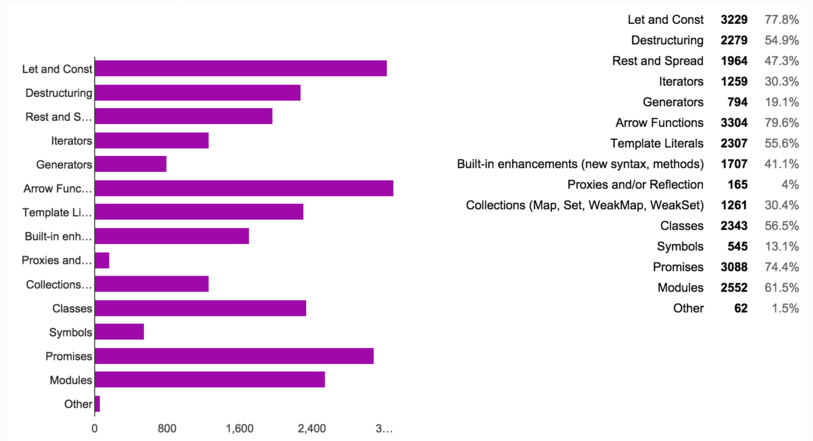 Let and Const 3229 77.8%
Destructuring 2279 54.9%
Rest and Spread 1964 47.3%
Iterators 1259 30.3%
Generators 794 19.1%
Arrow Functions 3304 79.6%
Template Literals 2307 55.6%
Built-in enhancements (new syntax, methods) 1707 41.1%
Proxies and/or Reflection 165 4%
Collections (Map, Set, WeakMap, WeakSet) 1261 30.4%
Classes 2343 56.5%
Symbols 545 13.1%
Promises 3088 74.4%
Modules 2552 61.5%
Other 62 1.5%
Let and Const
Destructuring
Rest and S...
Iterators
Generators
Arrow Func...
Template Li...
Built-in enh...
Proxies and...
Collections...
Classes
Symbols
Promises
Modules
Other
0 800 1,600 2,400 3...